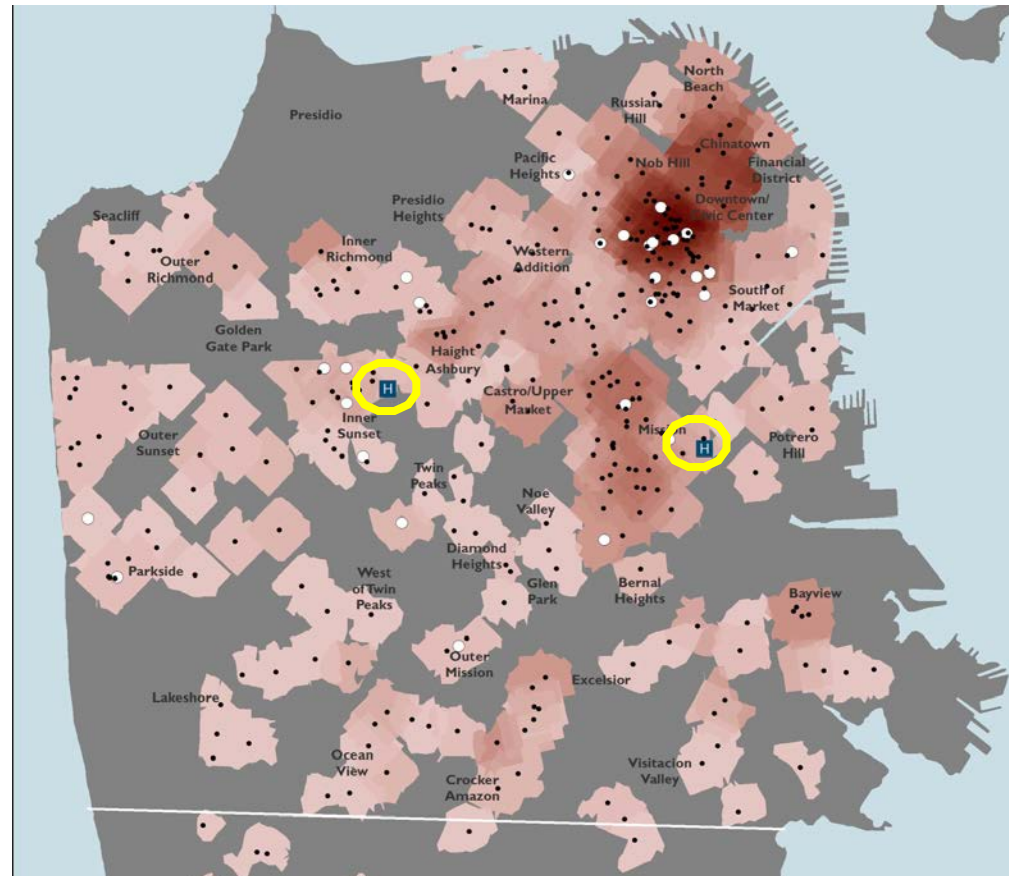 North
Beach
Marina
Russian
Hill
Presidio
Chinatown
Pacific
Heights
Nob Hill
Financial
District
Presidio
Heights
Downtown/
Civic Center
Seacliff
Inner
Richmond
Outer
Richmond
Western
Addition
South of
Market
Golden
Gate Park
Haight
Ashbury
H
Castro/Upper
Market
Inner
Sunset
Outer
Sunset
Mission
H
Potrero
Hill
Twin
Peaks
Noe
Valley
Diamond
Heights
Parkside
West
of Twin
Peaks
Glen
Park
Bernal
Heights
Bayview
Outer
Mission
Excelsior
Lakeshore
Ocean
View
Crocker
Amazon
Visitacion
Valley